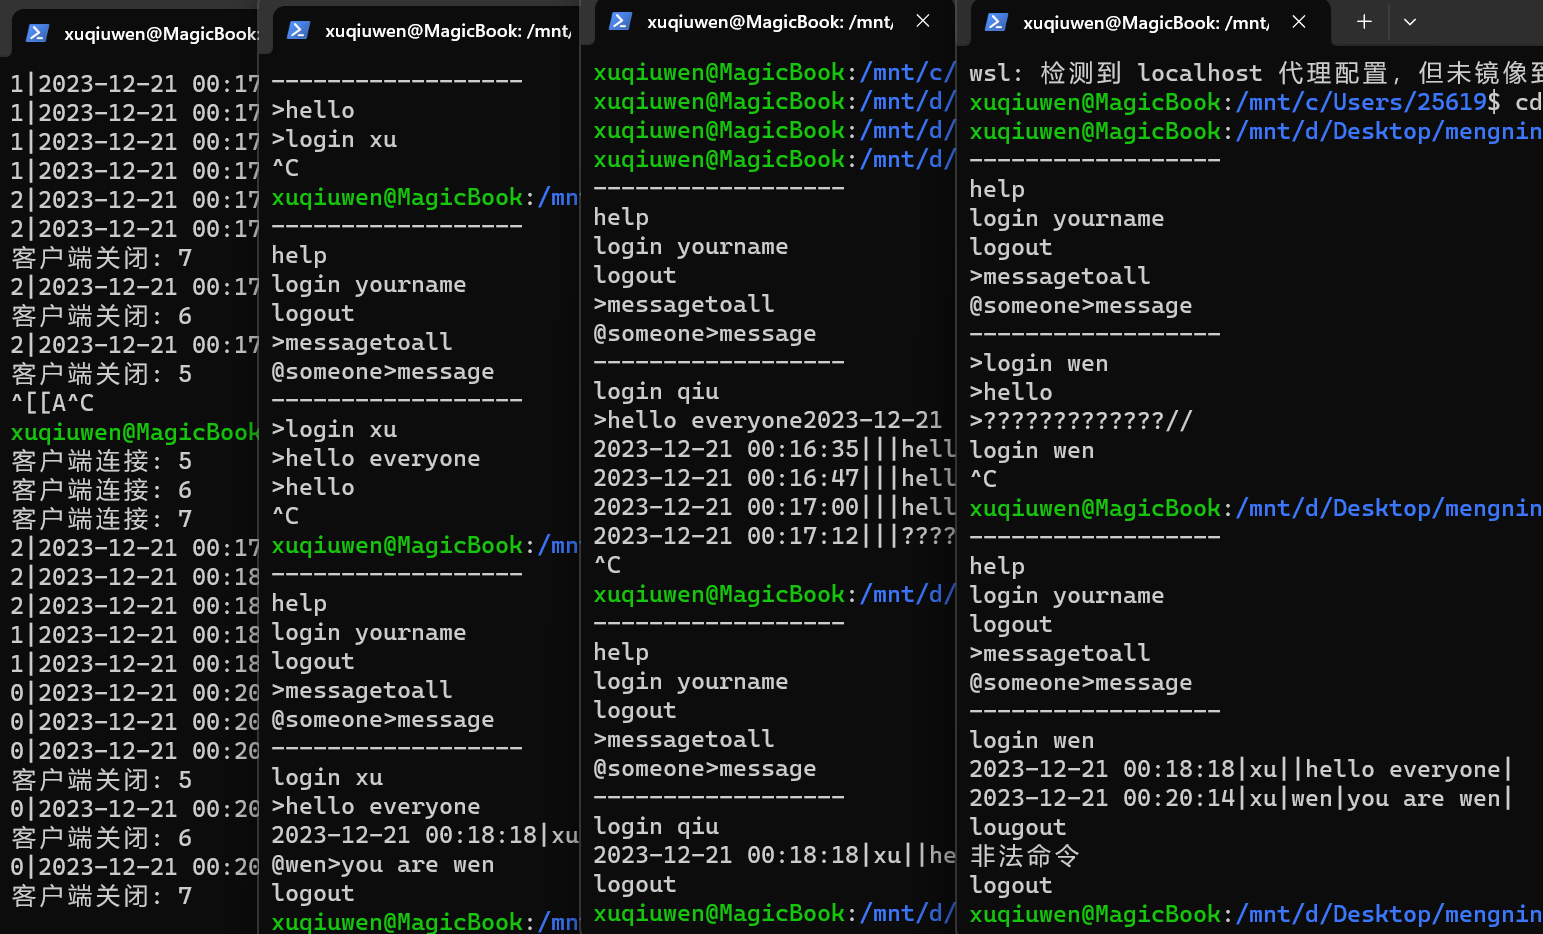 xuqiuwen@MagicBook:
1|2023-12-21 00:17
1|2023-12-21 00:17
1|2023-12-21 00:17
1|2023-12-21 00:17
2|2023-12-21 00:17
2|2023-12-21 00:17
客户端关闭: 7
2|2023-12-21 00:17
客户端关闭: 6
2|2023-12-21 00:17
客户端关闭: 5
^[[A^C
xuqiuwen@MagicBook
客户端连接: 5
客户端连接: 6
客户端连接: 7
2|2023-12-21 00:17
2|2023-12-21 00:18
2|2023-12-21 00:18
1|2023-12-21 00:18
1|2023-12-21 00:18
0|2023-12-21 00:20
0|2023-12-21 00:20
0|2023-12-21 00:20
客户端关闭: 5
0|2023-12-21 00:20
客户端关闭: 6
0|2023-12-21 00:20
客户端关闭: 7
xuqiuwen@MagicBook: /mnt/
------------------
>hello
>login xu
^C
xuqiuwen@MagicBook:/mn
------------------
help
login yourname
logout
>messagetoall
@someone>message
------------------
>login xu
>hello everyone
>hello
^C
xuqiuwen@MagicBook:/mn
------------------
help
login yourname
logout
>messagetoall
@someone>message
------------------
login xu
>hello everyone
2023-12-21 00:18:18|xu
@wen>you are wen
logout
xuqiuwen@MagicBook:/mn
xuqiuwen@MagicBook: /mnt/
xuqiuwen@MagicBook:/mnt/c/
xuqiuwen@MagicBook:/mnt/d/
xuqiuwen@MagicBook:/mnt/d/
xuqiuwen@MagicBook:/mnt/d/
------------------
help
login yourname
logout
>messagetoall
@someone>message
------------------
login qiu
>hello everyone2023-12-21
2023-12-21 00:16:35|||hell
2023-12-21 00:16:47|||hell
2023-12-21 00:17:00|||hell
2023-12-21 00:17:12|||????
^C
xuqiuwen@MagicBook:/mnt/d/
------------------
help
login yourname
logout
>messagetoall
@someone>message
------------------
login qiu
2023-12-21 00:18:18|xu||he
logout
xuqiuwen@MagicBook:/mnt/d/
xuqiuwen@MagicBook: /mnt/
wsl: 检测到 localhost 代理配置，但未镜像到
xuqiuwen@MagicBook:/mnt/c/Users/25619$ cd
xuqiuwen@MagicBook:/mnt/d/Desktop/mengnin
------------------
help
login yourname
logout
>messagetoall
@someone>message
------------------
>login wen
>hello
>?????????????//
login wen
^C
xuqiuwen@MagicBook:/mnt/d/Desktop/mengnin
------------------
help
login yourname
logout
>messagetoall
@someone>message
------------------
login wen
2023-12-21 00:18:18|xu||hello everyone|
2023-12-21 00:20:14|xu|wen|you are wen|
lougout
非法命令
logout
xuqiuwen@MagicBook:/mnt/d/Desktop/mengnin